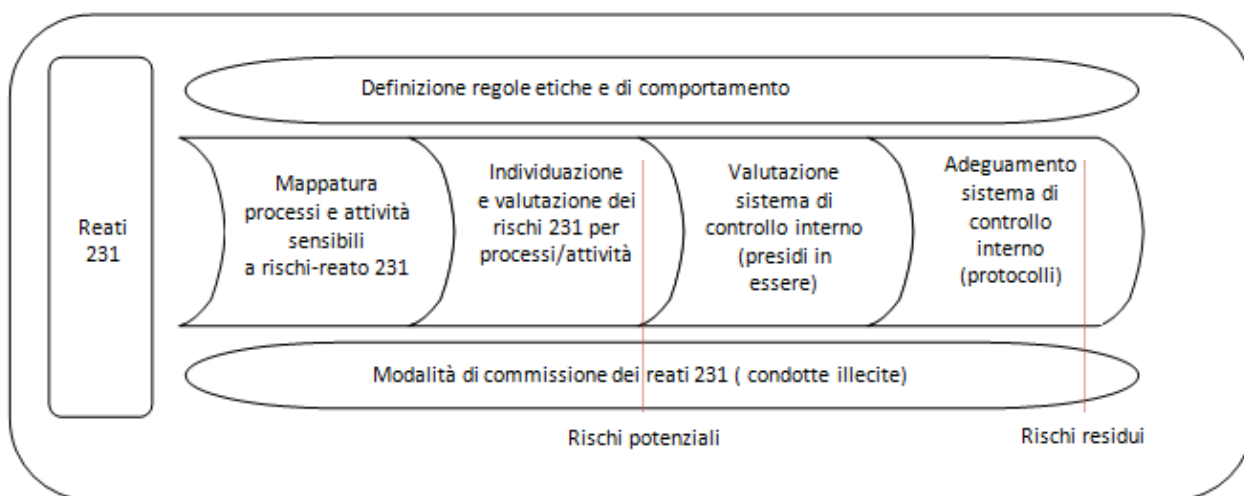 Definizione regole etiche e di comportamento
Reati
231
Mappatura
processi e attività
sensibili
a rischi-reato 231
Individuazione
e valutazione dei
rischi 231 per
processi/attività
Valutazione
sistema di
controllo interno
(presidi in
essere)
Adeguamento
sistema di
controllo
interno
(protocolli)
Modalità di commissione dei reati 231 ( condotte illecite)
Rischi potenziali
Rischi residui